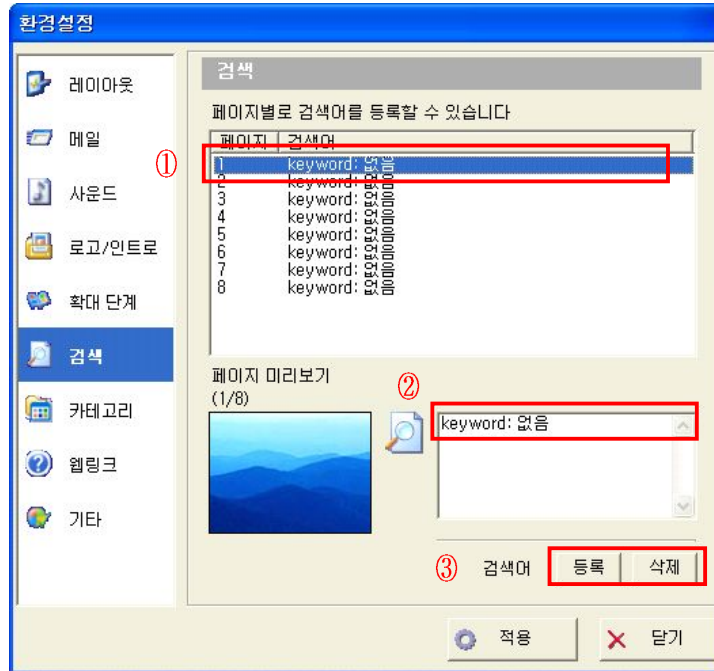 환경설정
레이아웃
메일
사운드
로고/인트로
확대 단계
검색
카테고리
웹링크
기타
검색
페이지별로 검색어를 등록할 수 있습니다
페이지 검색어
①
1 keyword: 없음
2 keyword: 없음
3 keyword: 없음
4 keyword: 없음
5 keyword: 없음
6 keyword: 없음
7 keyword: 없음
8 keyword: 없음
페이지 미리보기
(1/8)
②
keyword: 없음
③ 검색어 등록 삭제
적용 닫기